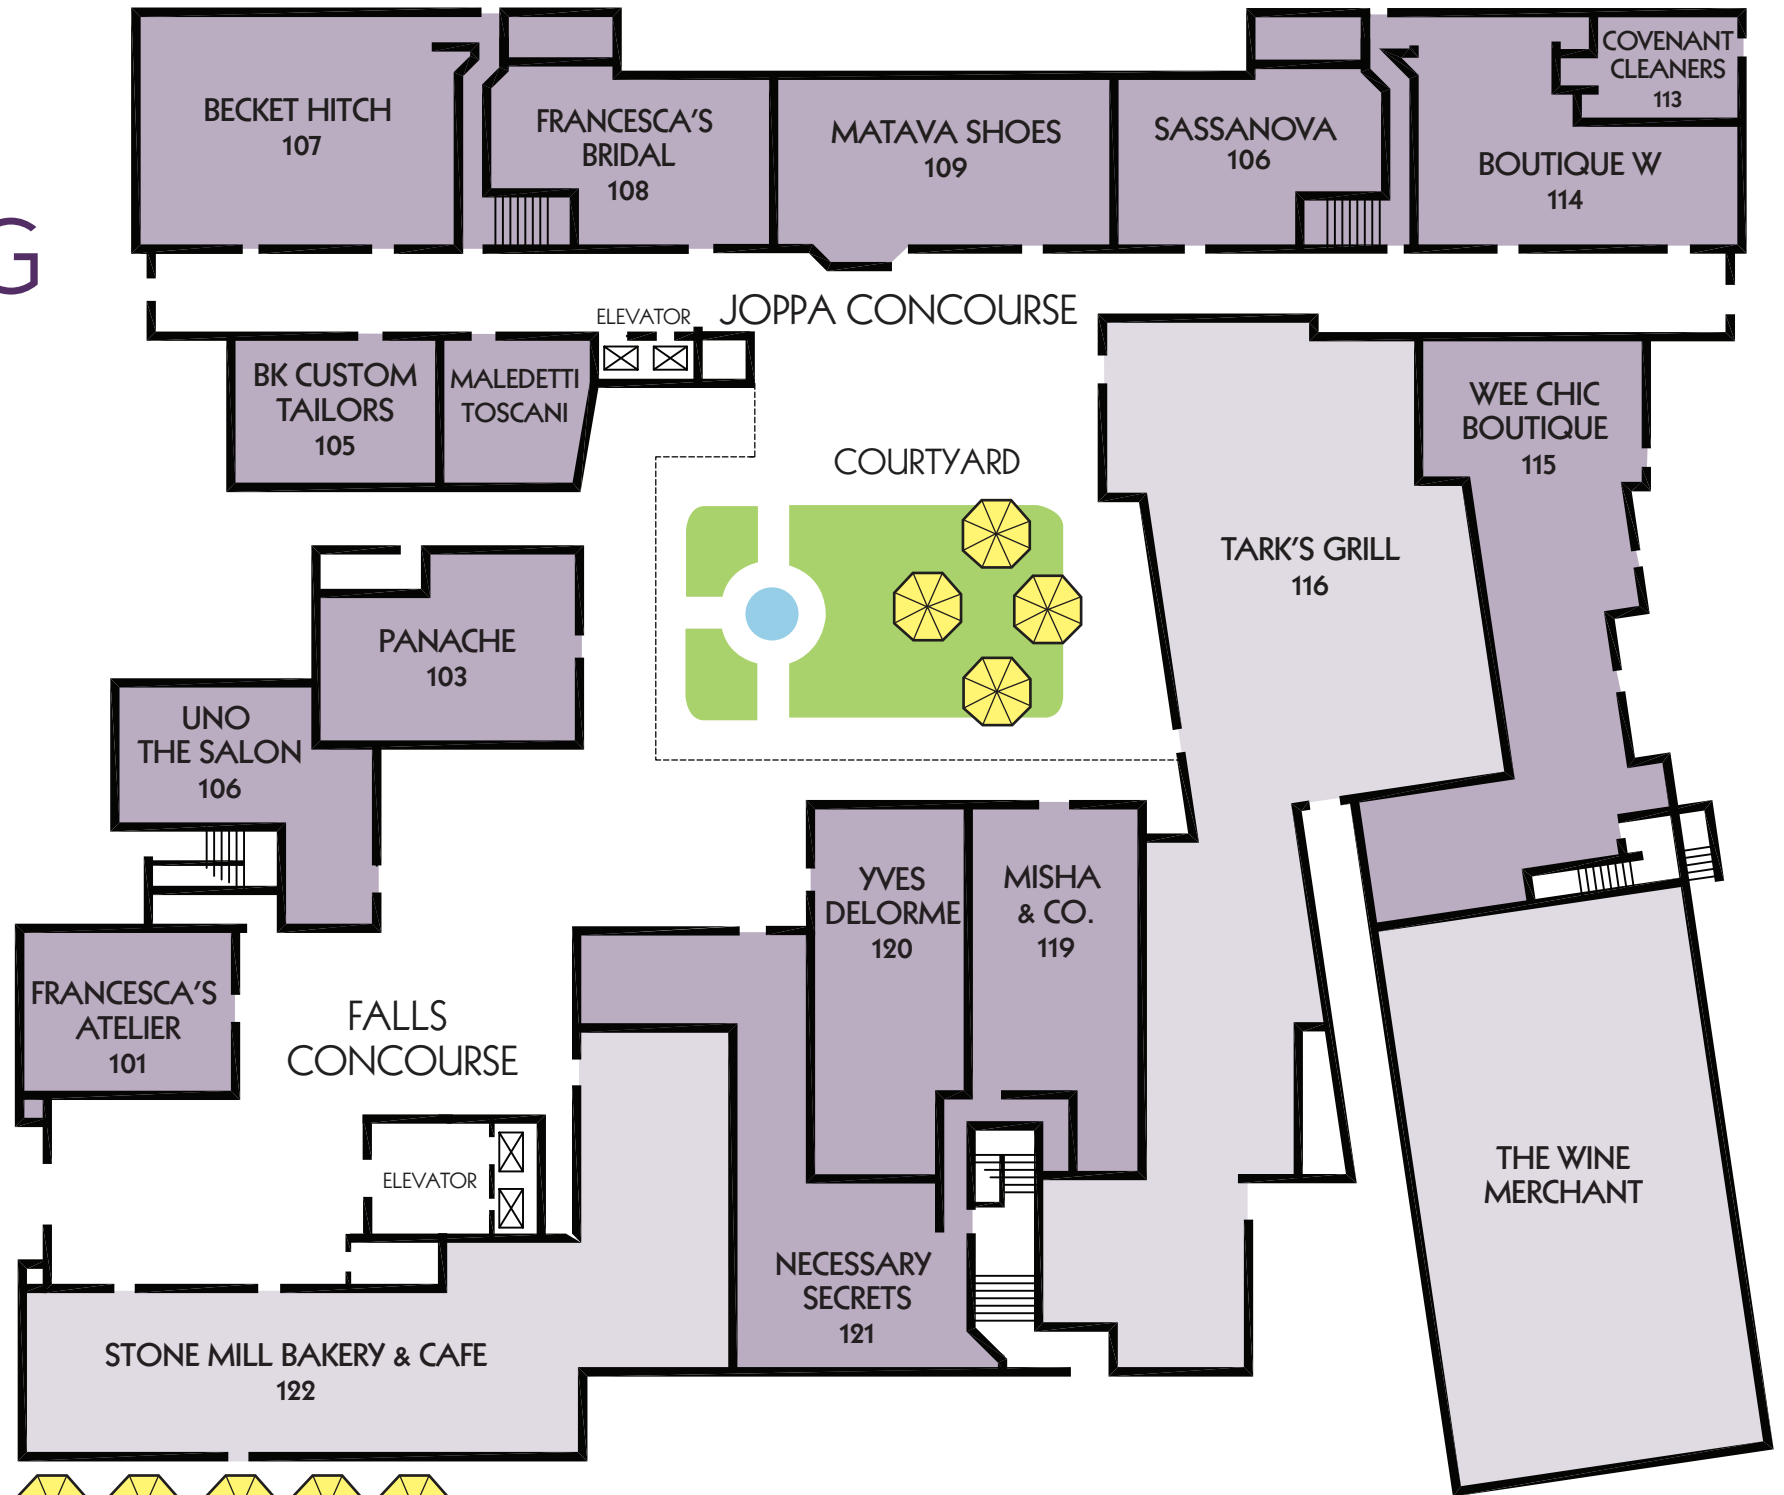 BECKET HITCH
107
FRANCESCA'S
BRIDAL
108
MATAVA SHOES
109
SASSANOVA
106
COVENANT
CLEANERS
113
BOUTIQUE W
114
G
ELEVATOR
JOPPA CONCOURSE
BK CUSTOM
TAILORS
105
MALEDETTI
TOSCANI
WEE CHIC
BOUTIQUE
115
COURTYARD
TARK'S GRILL
116
PANACHE
103
UNO
THE SALON
106
YVES
DELORME
120
MISHA
& CO.
119
FRANCESCA'S
ATELIER
101
FALLS
CONCOURSE
ELEVATOR
THE WINE
MERCHANT
NECESSARY
SECRETS
121
STONE MILL BAKERY & CAFE
122